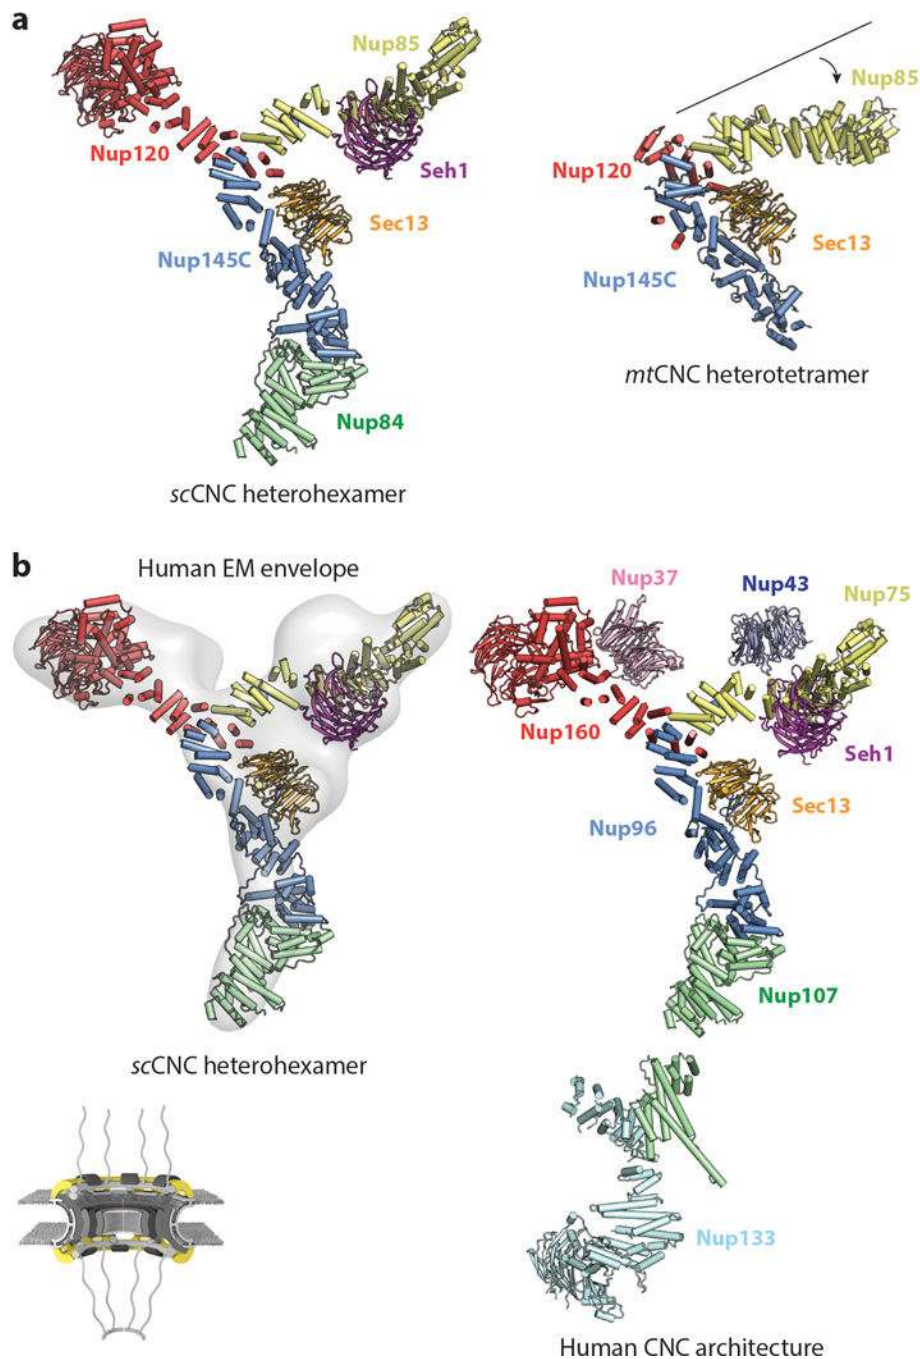 a
Nup85
Nup120
Seh1
Sec13
Nup145C
Nup84
scCNC heterohexamer
Nup85
Nup120
Sec13
Nup145C
mtCNC heterotetramer
b
Human EM envelope
scCNC heterohexamer
Nup37
Nup43
Nup75
Nup160
Seh1
Sec13
Nup96
Nup107
Nup133
Human CNC architecture